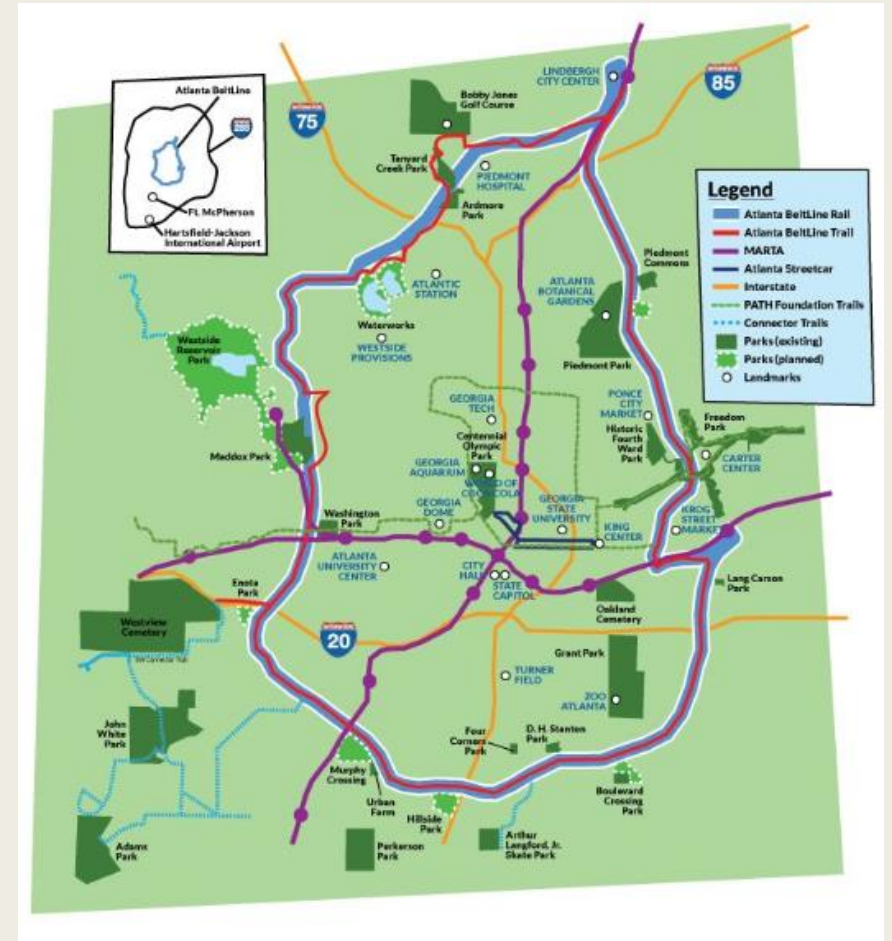 Atlanta BeltLine
285
Ft. McPherson
Hartsfield-Jackson
International Airport
INTERSTATE
75
Bobby Jones
Golf Course
LINDBERGH
CITY CENTER
INTERSTATE
85
Tanyard
Creek Park
PIEDMONT
HOSPITAL
Ardmore
Park
Legend
Atlanta BeltLine Rail
Atlanta BeltLine Trail
MARTA
Atlanta Streetcar
Interstate
PATH Foundation Trails
Connector Trails
Parks (existing)
Parks (planned)
Landmarks
Piedmont
Commons
ATLANTIC
STATION
ATLANTA
BOTANICAL
GARDENS
Waterworks
WESTSIDE
PROVISIONS
Westside
Reservoir
Park
Piedmont Park
GEORGIA
TECH
PONCE
CITY
MARKET
Freedom
Park
Historic
Fourth
Ward
Park
CARTER
CENTER
Maddox Park
Centennial
Olympic
Park
GEORGIA
AQUARIUM
WORLD OF
COCA COLA
GEORGIA
DOME
GEORGIA
STATE
UNIVERSITY
KING
CENTER
KROG
STREET
MARKET
Washington
Park
ATLANTA
UNIVERSITY
CENTER
CITY
HALL
STATE
CAPITOL
Lang Carson
Park
Enota
Park
Oakland
Cemetery
Westview
Cemetery
INTERSTATE
20
SW Connector Trail
Grant Park
TURNER
FIELD
ZOO
ATLANTA
John
White
Park
Four
Corners
Park
D. H. Stanton
Park
Murphy
Crossing
Urban
Farm
Hillside
Park
Boulevard
Crossing
Park
Adams
Park
Perkerson
Park
Arthur
Langford, Jr.
Skate Park